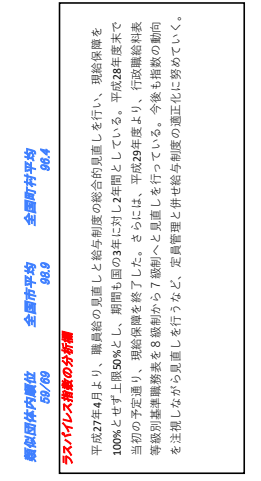 類似団体内順位 全国市平均 全国町村平均
59/69 98.9 96.4
ラスパイレス指数の分析欄
平成27年4月より、職員給の見直しと給与制度の総合的見直しを行い、現給保障を
100%とせず上限50%とし、期間も国の3年に対し2年間としている。平成28年度末で
当初の予定通り、現給保障を終了した。さらには、平成29年度より、行政職給料表
等級別基準職務表を８級制から７級制へと見直しを行っている。今後も指数の動向
を注視しながら見直しを行うなど、定員管理と併せ給与制度の適正化に努めていく。